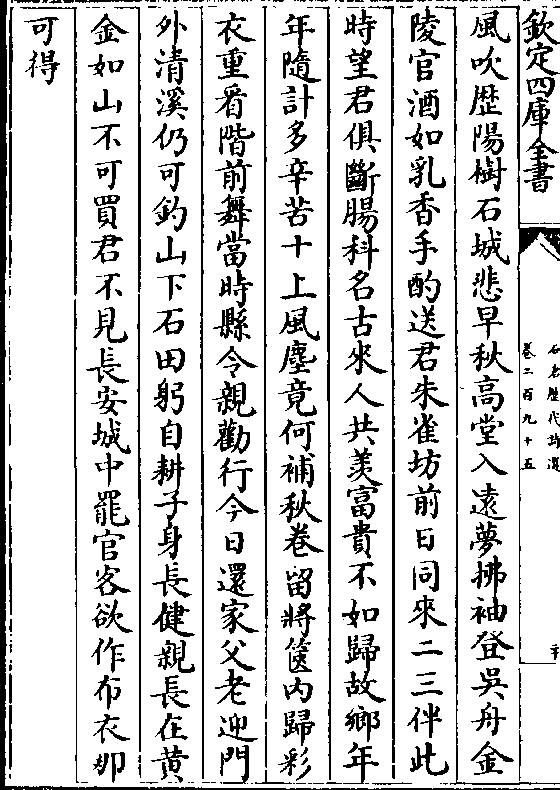 欽定四庫全書
卷二百九十五
風吹歷陽樹石城悲早秋高堂入遠夢拂袖登吳舟金
陵官酒如乳香手酌送君朱雀坊前日同來二三伴此
時望君俱斷腸科名古來人共羨富貴不如歸故鄉年
年隨計多辛苦十上風塵竟何補秋卷留將篋內歸彩
衣重看階前舞當時縣令親勸行今日還家父老迎門
外清溪仍可釣山下石田躬自耕子身長健親長在黄
金如山不可買君不見長安城中罷官客欲作布衣那
可得